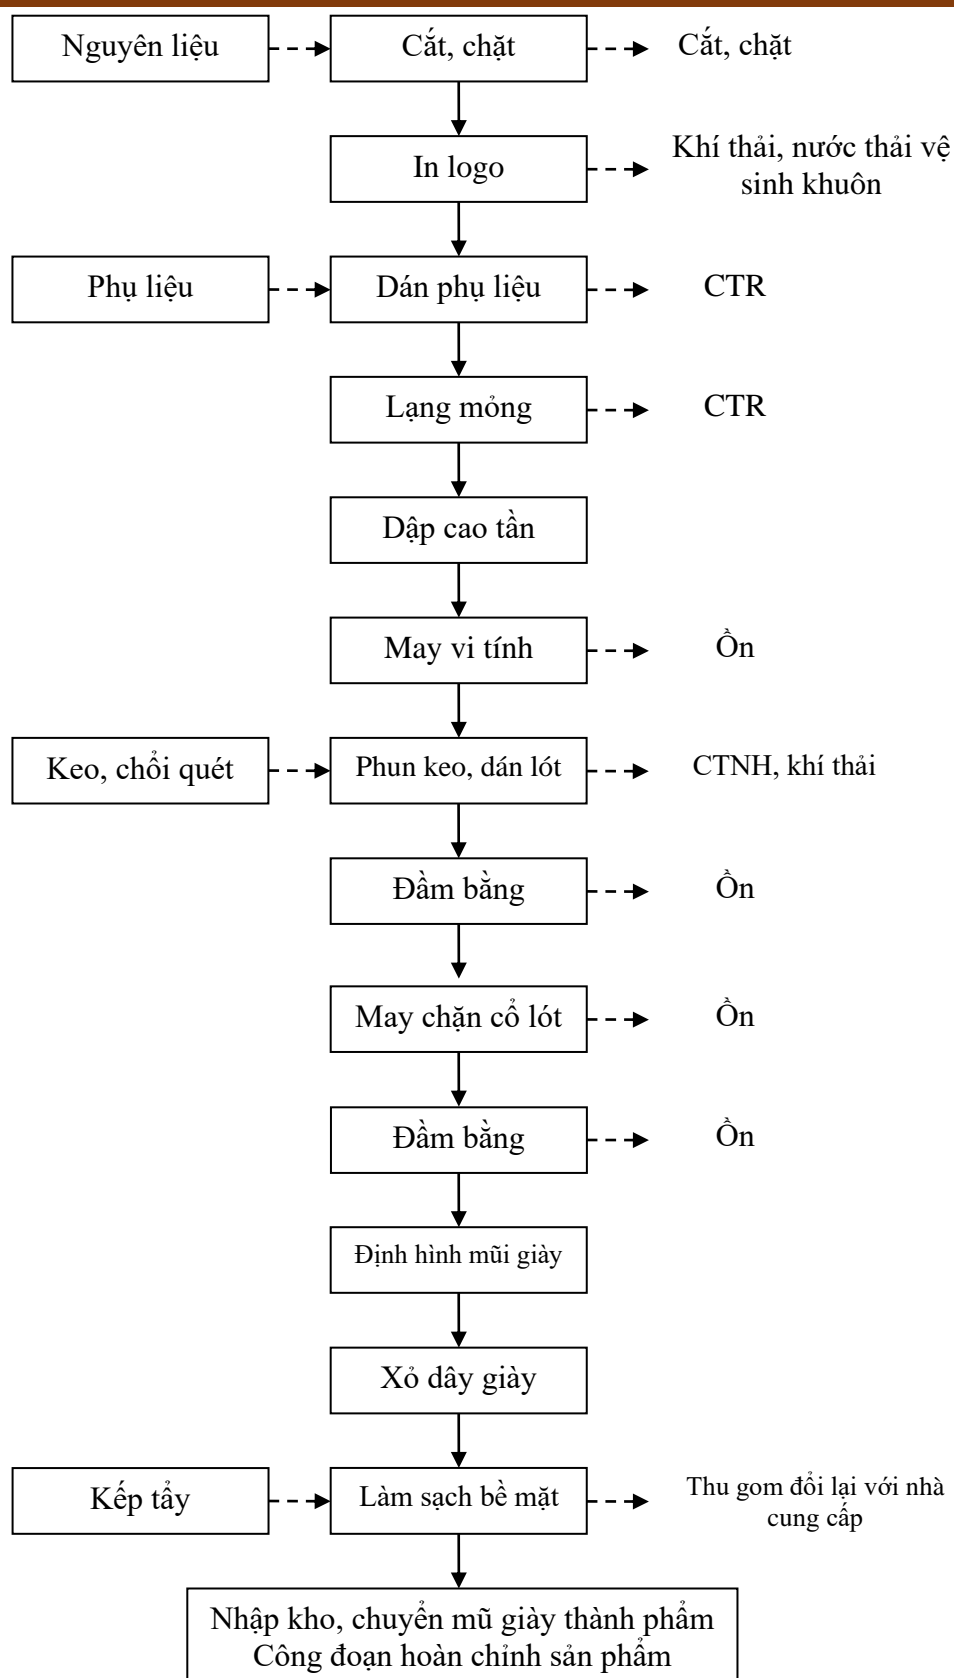 Nguyên liệu
Cắt, chặt
Cắt, chặt
In logo
Khí thải, nước thải vệ
sinh khuôn
Phụ liệu
Dán phụ liệu
CTR
Lạng mỏng
CTR
Dập cao tần
May vi tính
Ồn
Keo, chổi quét
Phun keo, dán lót
CTNH, khí thải
Đầm bằng
Ồn
May chặn cổ lót
Ồn
Đầm bằng
Ồn
Định hình mũi giày
Xỏ dây giày
Kếp tẩy
Làm sạch bề mặt
Thu gom đổi lại với nhà
cung cấp
Nhập kho, chuyển mũ giày thành phẩm
Công đoạn hoàn chỉnh sản phẩm